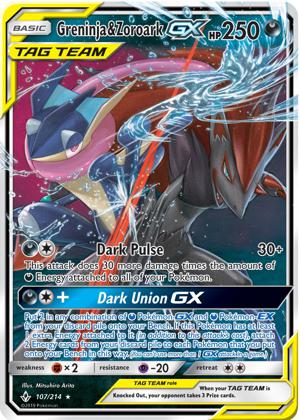 BASIC Greninja&Zoroark GX HP 250
TAG TEAM
Dark Pulse 30+
This attack does 30 more damage times the amount of
Energy attached to all of your Pokémon.
+ Dark Union GX
Put 2 in any combination of Pokémon-GX and Pokémon-EX
from your discard pile onto your Bench. If this Pokémon has at least
1 extra Energy attached to it (in addition to this attack's cost), attach
2 Energy cards from your discard pile to each Pokémon that you put
onto your Bench in this way. (You can't use more than 1 GX attack in a game.)
weakness ×2 resistance -20 retreat
Illus. Mitsuhiro Arita
TAG TEAM rule
When your TAG TEAM is
Knocked Out, your opponent takes 3 Prize cards.
107/214
©2019 Pokémon